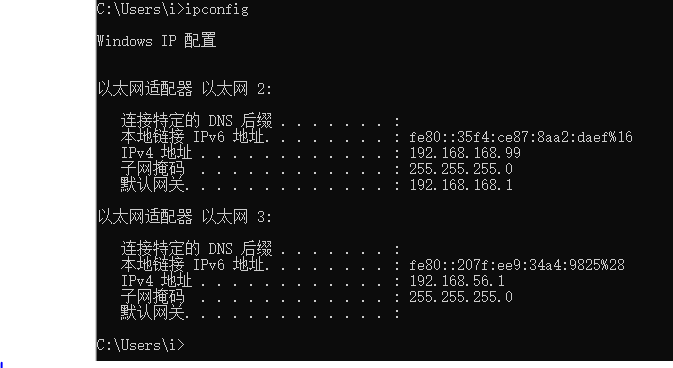 C:\Users\i>ipconfig
Windows IP 配置
以太网适配器 以太网 2:
连接特定的 DNS 后缀 . . . . . . . :
本地链接 IPv6 地址. . . . . . . . : fe80::35f4:ce87:8aa2:daef%16
IPv4 地址 . . . . . . . . . . . . : 192.168.168.99
子网掩码 . . . . . . . . . . . . : 255.255.255.0
默认网关. . . . . . . . . . . . . : 192.168.168.1
以太网适配器 以太网 3:
连接特定的 DNS 后缀 . . . . . . . :
本地链接 IPv6 地址. . . . . . . . : fe80::207f:ee9:34a4:9825%28
IPv4 地址 . . . . . . . . . . . . : 192.168.56.1
子网掩码 . . . . . . . . . . . . : 255.255.255.0
默认网关. . . . . . . . . . . . . :
C:\Users\i>